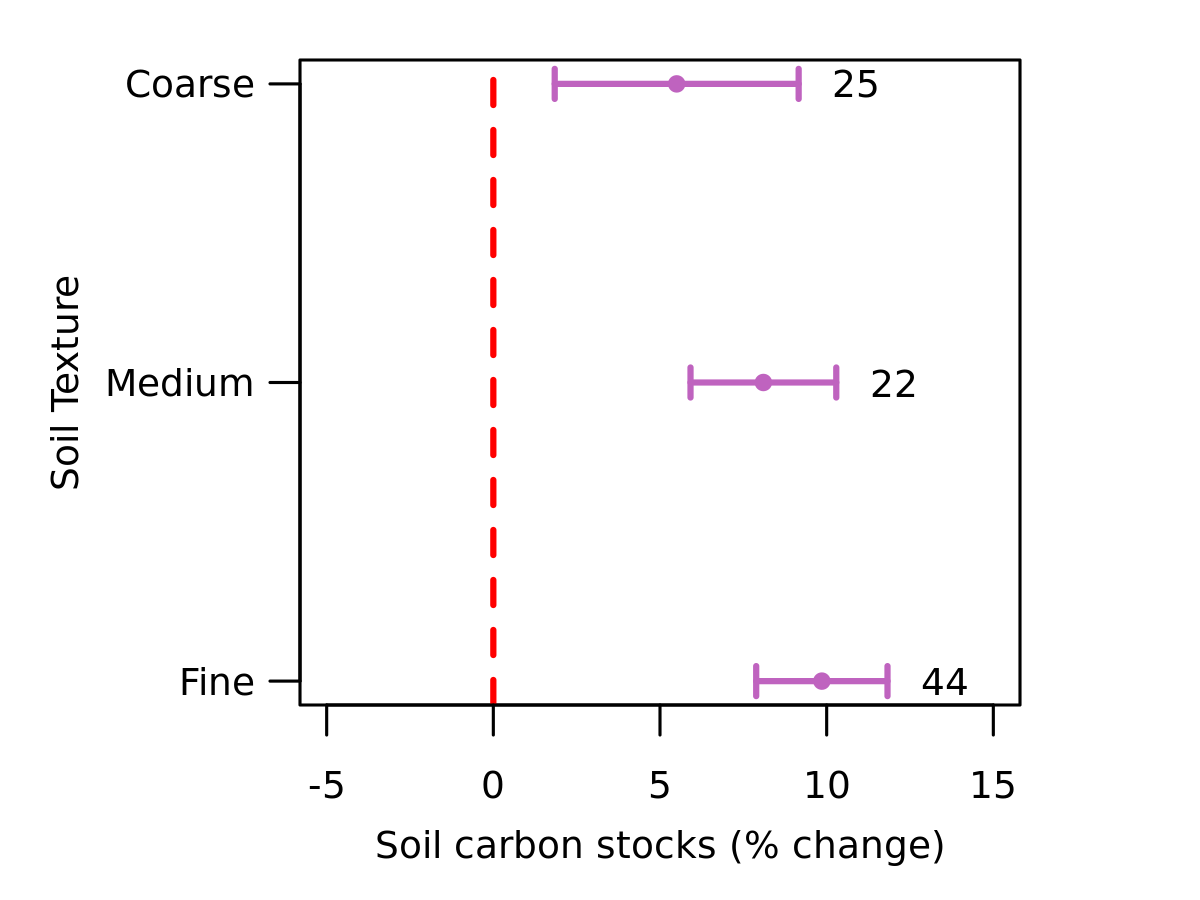 Coarse
25
Soil Texture
Medium
22
Fine
44
-5 0 5 10 15
Soil carbon stocks (% change)